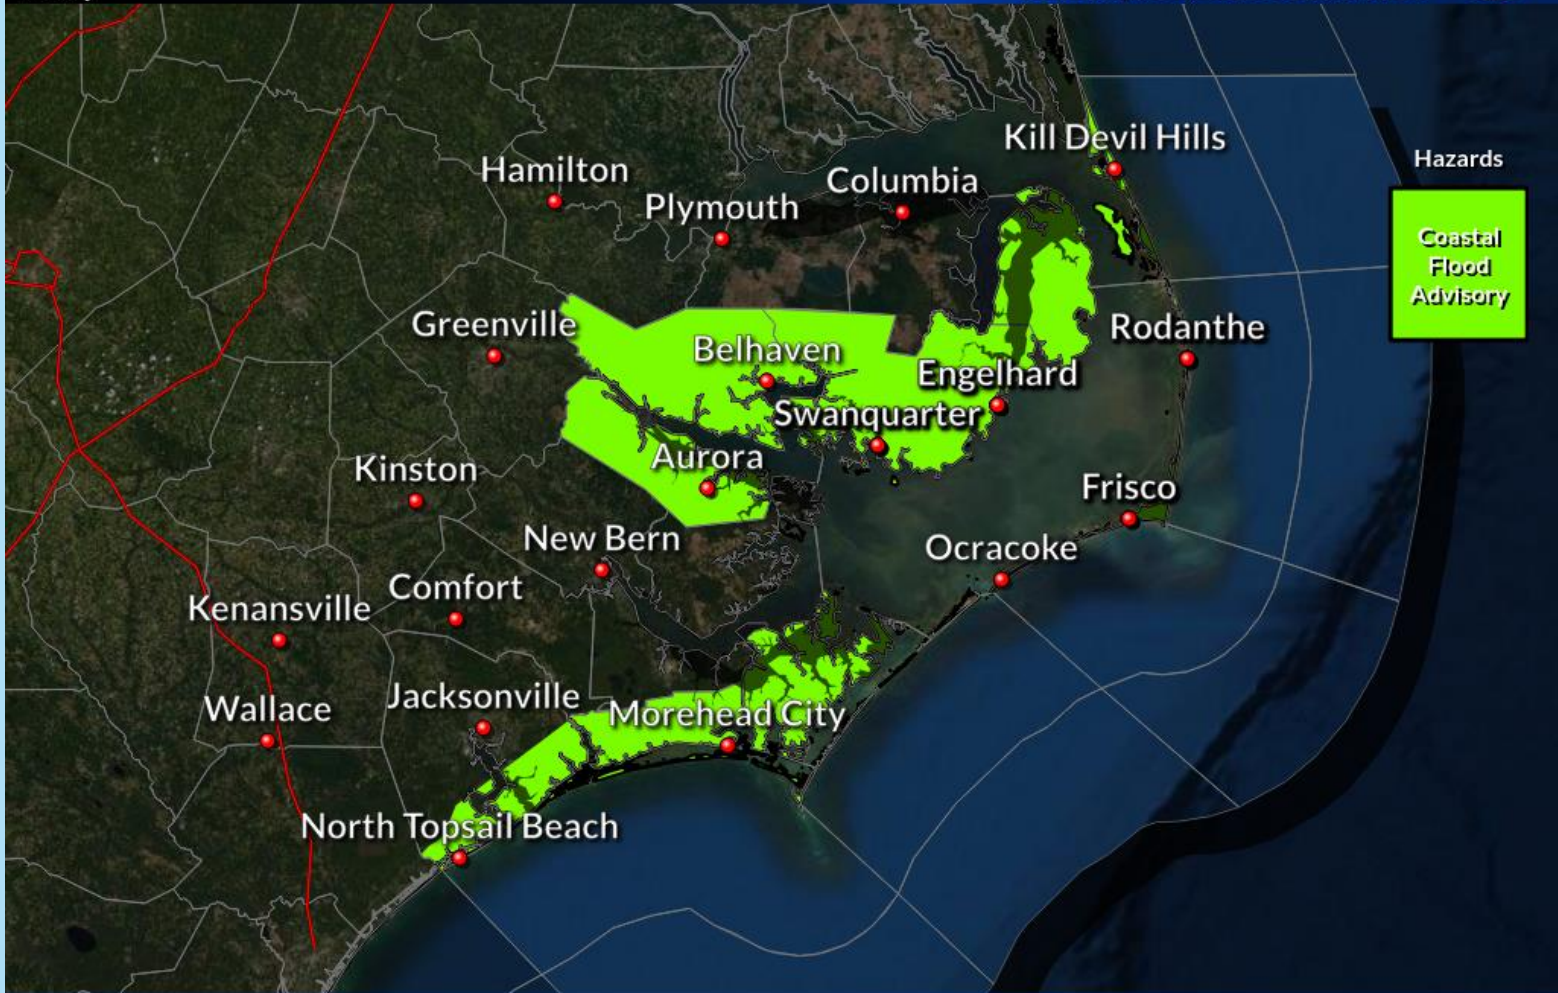 Kill Devil Hills
Hazards
Hamilton
Columbia
Plymouth
Coastal
Flood
Advisory
Greenville
Rodanthe
Belhaven
Engelhard
Swanquarter
Aurora
Kinston
Frisco
New Bern
Ocracoke
Comfort
Kenansville
Jacksonville
Wallace
Morehead City
North Topsail Beach